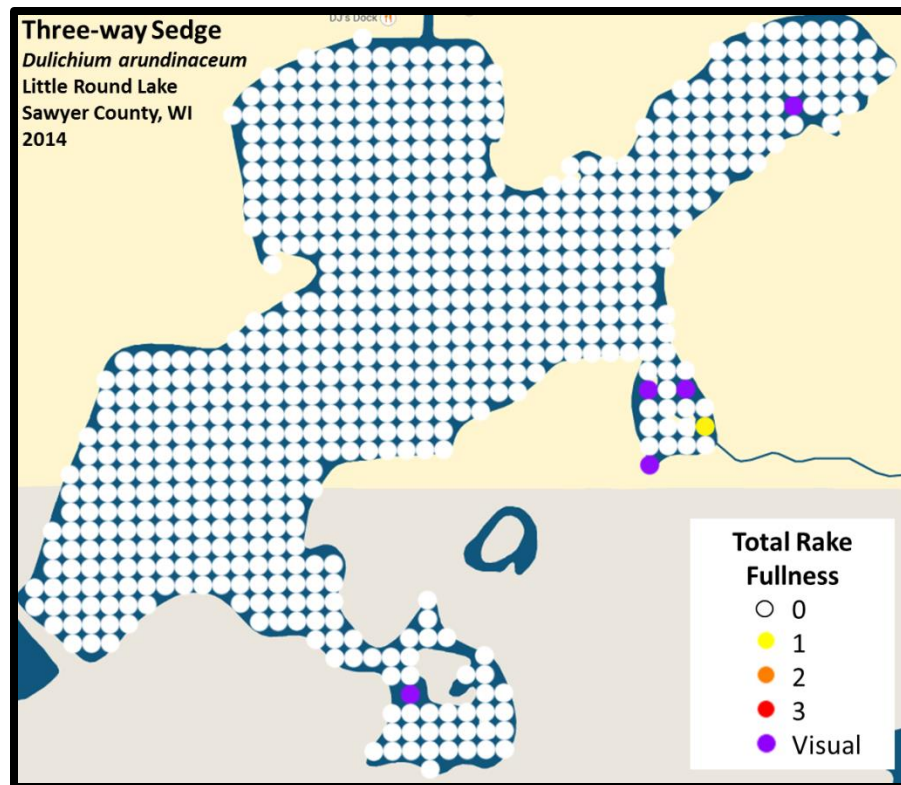 DJ's Dock
Three-way Sedge
Dulichium arundinaceum
Little Round Lake
Sawyer County, WI
2014
Total Rake
Fullness
0
1
2
3
Visual